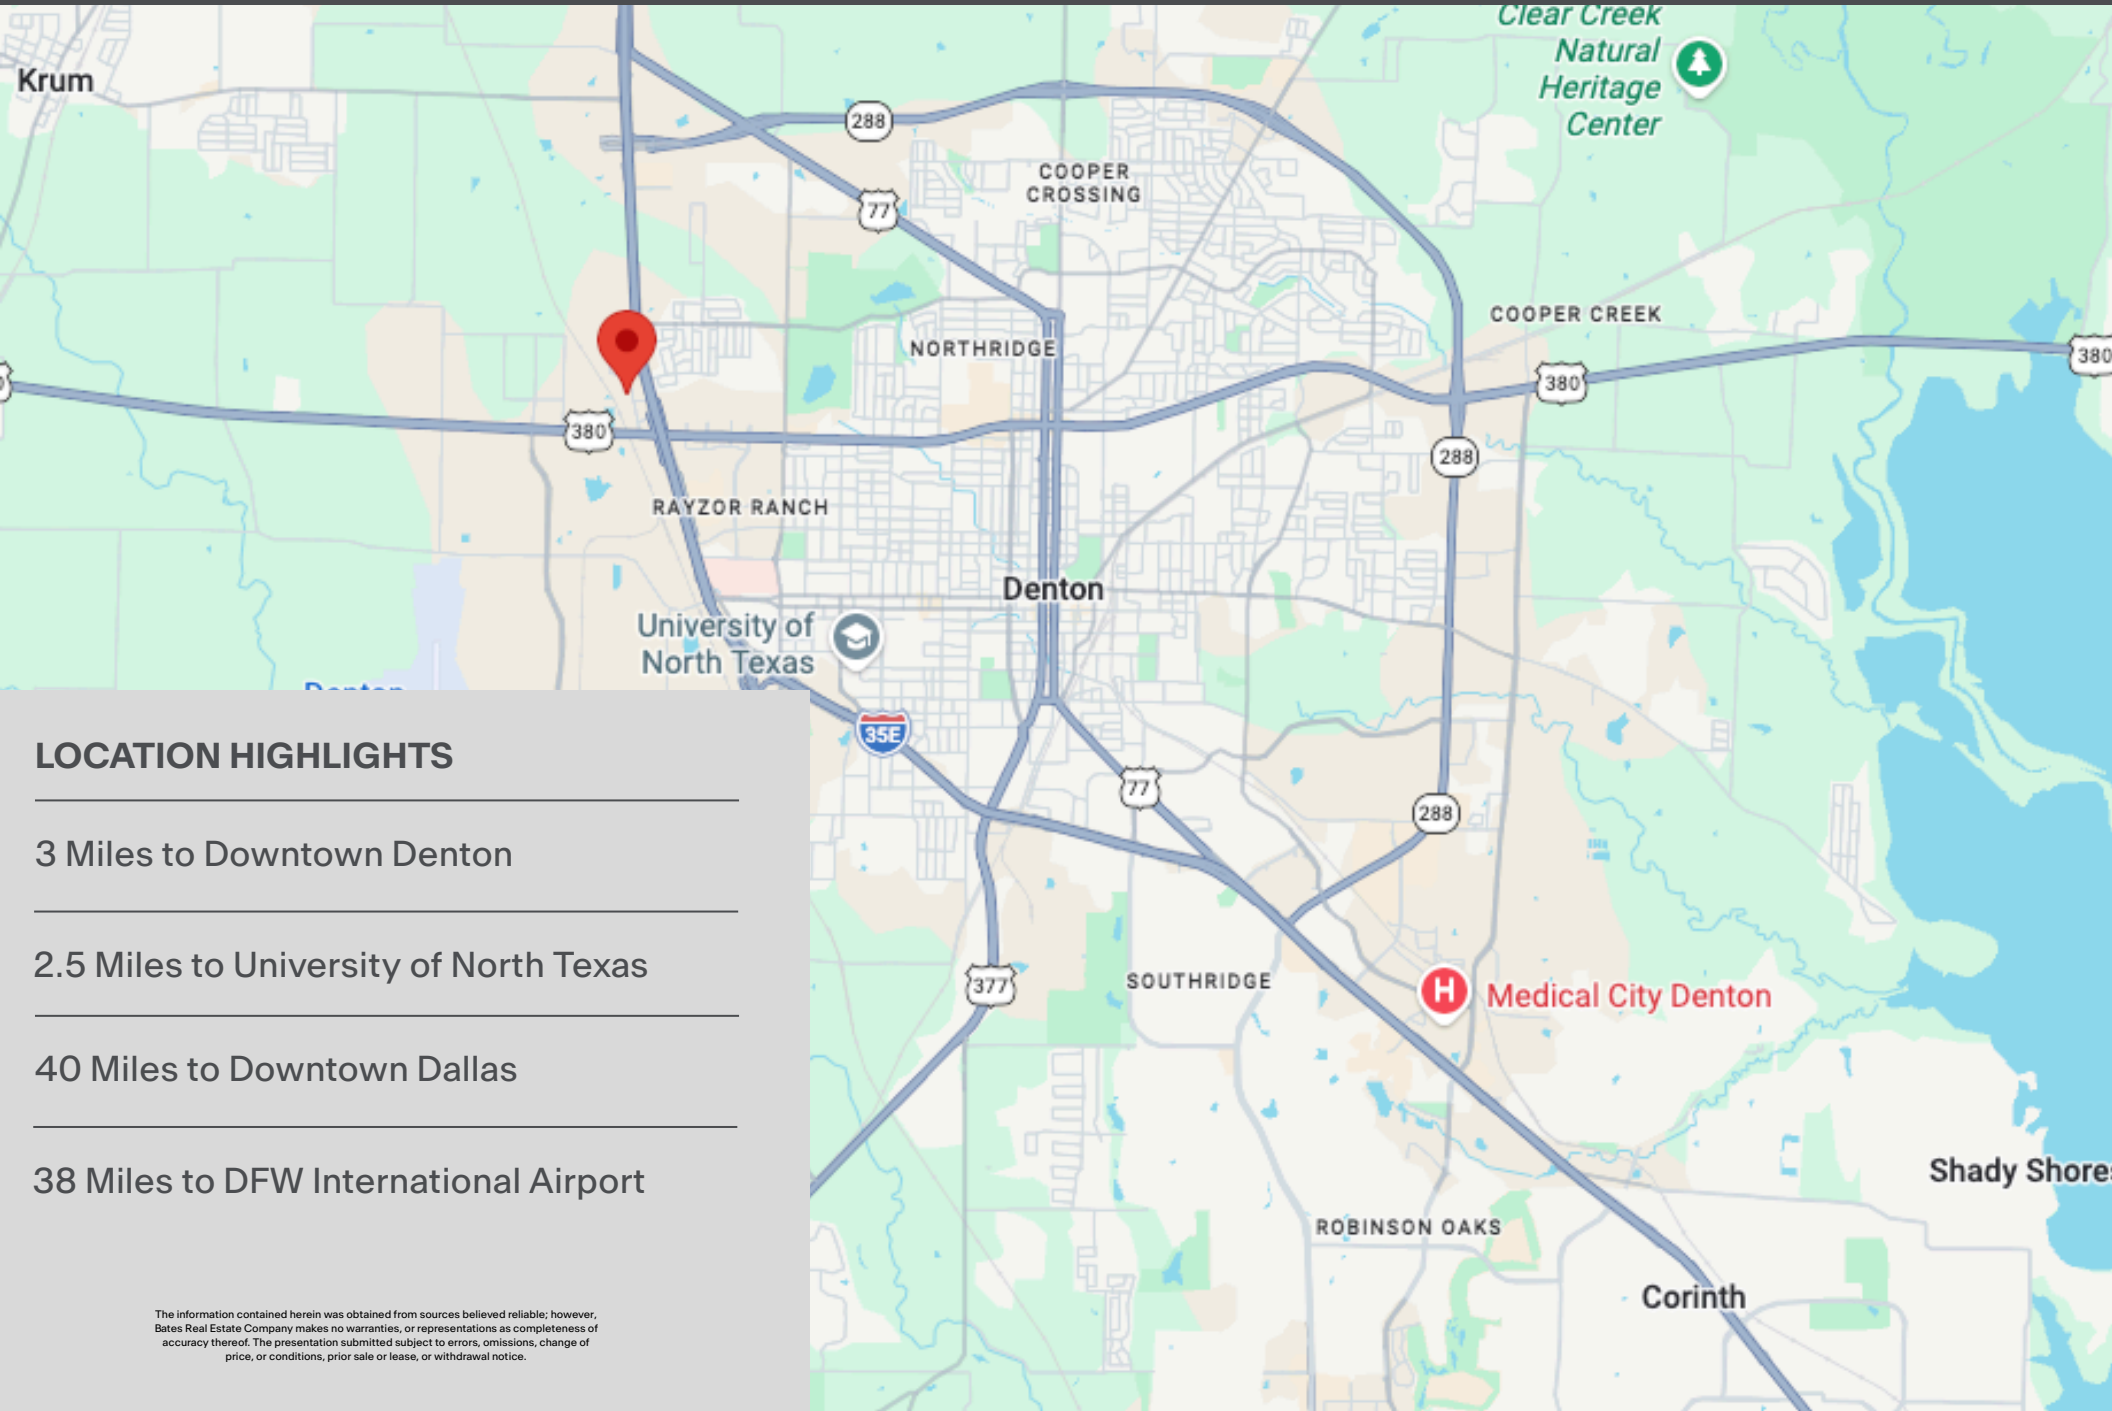 Clear Creek
Natural
Heritage
Center
Krum
288
COOPER
CROSSING
77
COOPER CREEK
NORTHRIDGE
380
380
380
288
RAYZOR RANCH
Denton
University of
North Texas
35E
77
288
377
SOUTHRIDGE
H
Medical City Denton
Shady Shores
ROBINSON OAKS
Corinth
LOCATION HIGHLIGHTS
3 Miles to Downtown Denton
2.5 Miles to University of North Texas
40 Miles to Downtown Dallas
38 Miles to DFW International Airport
The information contained herein was obtained from sources believed reliable; however,
Bates Real Estate Company makes no warranties, or representations as completeness of
accuracy thereof. The presentation submitted subject to errors, omissions, change of
price, or conditions, prior sale or lease, or withdrawal notice.